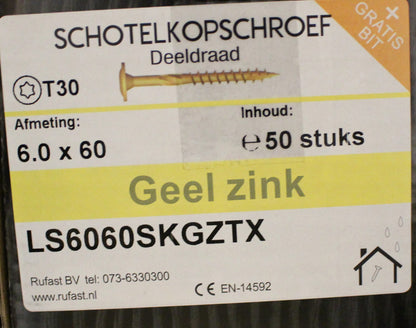 SCHOTELKOPSCHROEF
Deeldraad
+
GRATIS
BIT
T30
Afmeting:
6.0 x 60
Inhoud:
℮ 50 stuks
Geel zink
LS6060SKGZTX
Rufast BV tel: 073-6330300
www.rufast.nl
CE EN-14592